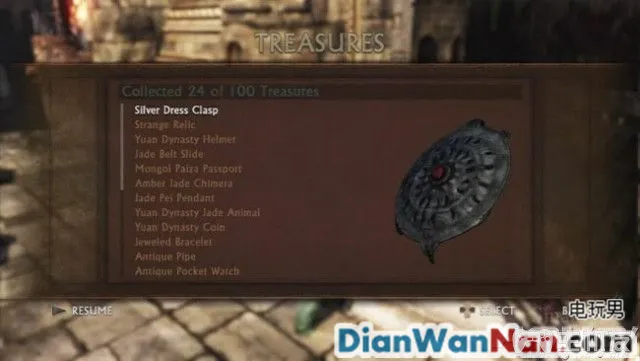 TREASURES
Collected 24 of 100 Treasures
Silver Dress Clasp
Strange Relic
Yuan Dynasty Helmet
Jade Belt Slide
Mongol Paiza Passport
Amber Jade Chimera
Jade Pei Pendant
Yuan Dynasty Jade Animal
Yuan Dynasty Coin
Jeweled Bracelet
Antique Pipe
Antique Pocket Watch
RESUME
SELECT
电玩男
DianWanNan.com